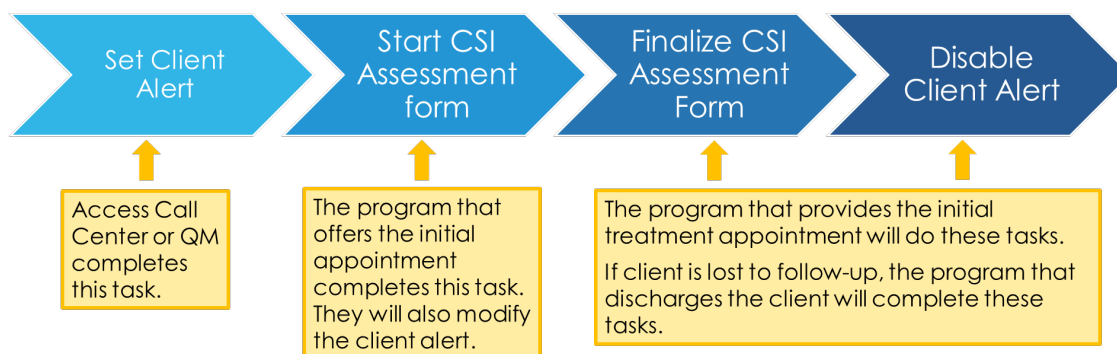 Set Client
Alert
Start CSI
Assessment
form
Finalize CSI
Assessment
Form
Disable
Client Alert
Access Call
Center or QM
completes
this task.
The program that
offers the initial
appointment
completes this task.
They will also modify
the client alert.
The program that provides the initial
treatment appointment will do these tasks.
If client is lost to follow-up, the program that
discharges the client will complete these
tasks.